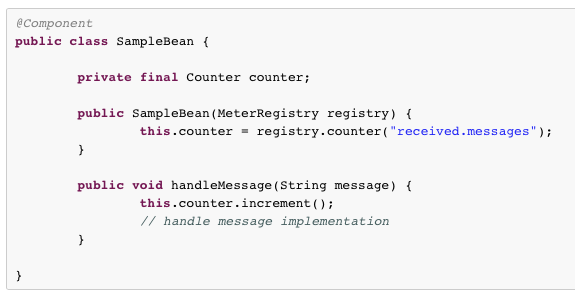 @Component
public class SampleBean {
private final Counter counter;
public SampleBean(MeterRegistry registry) {
this.counter = registry.counter("received.messages");
}
public void handleMessage(String message) {
this.counter.increment();
// handle message implementation
}
}